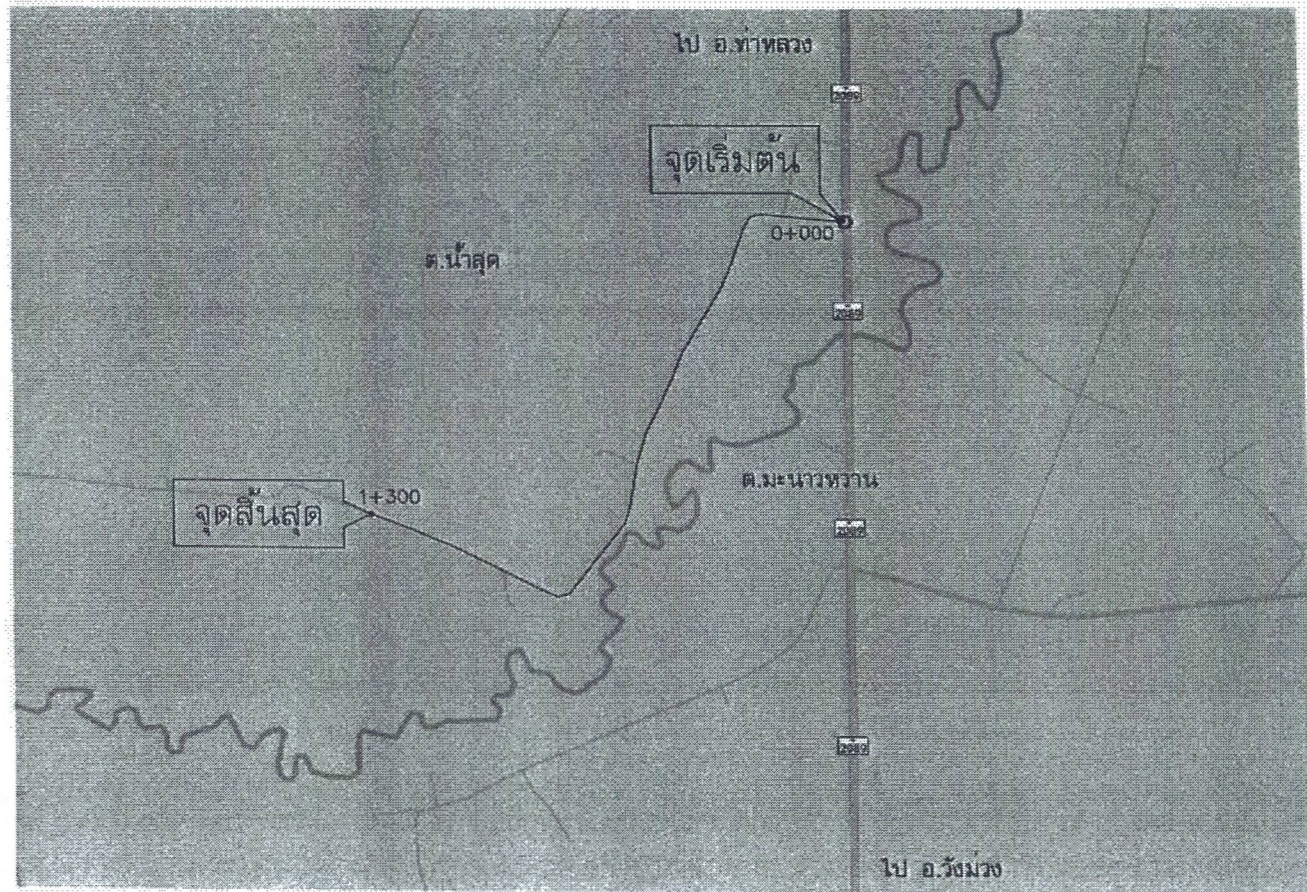 ไป อ.ท่าหลวง
2089
จุดเริ่มต้น
0+000
ต.น้ำสุด
2089
ต.มะนาวหวาน
1+300
จุดสิ้นสุด
2089
2089
ไป อ.วังม่วง